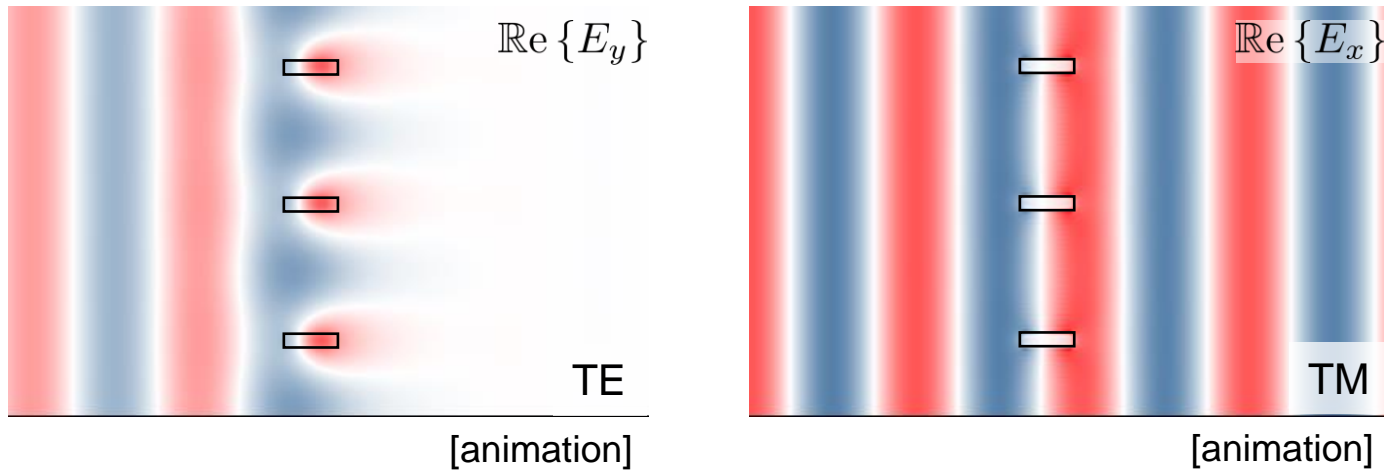 ℝe {E_y}
TE
[animation]
ℝe {E_x}
TM
[animation]